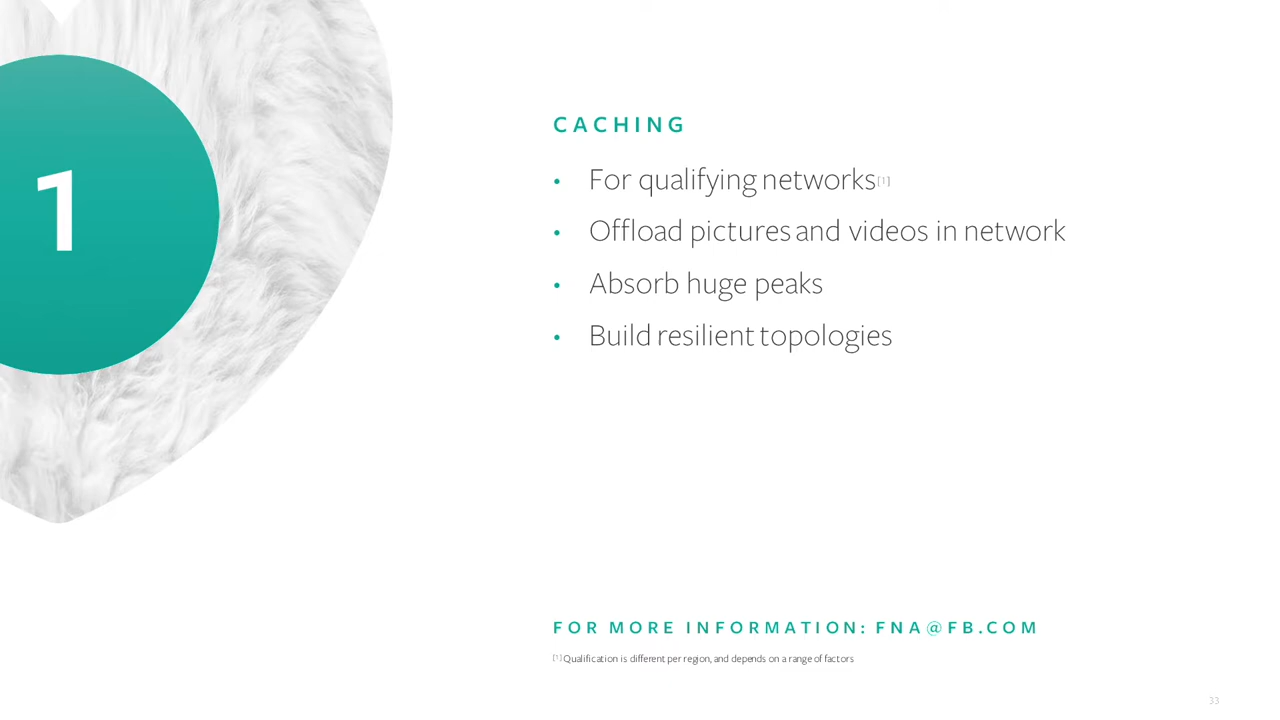 1
CACHING
• For qualifying networks[1]
• Offload pictures and videos in network
• Absorb huge peaks
• Build resilient topologies
FOR MORE INFORMATION: FNA@FB.COM
[1] Qualification is different per region, and depends on a range of factors
33